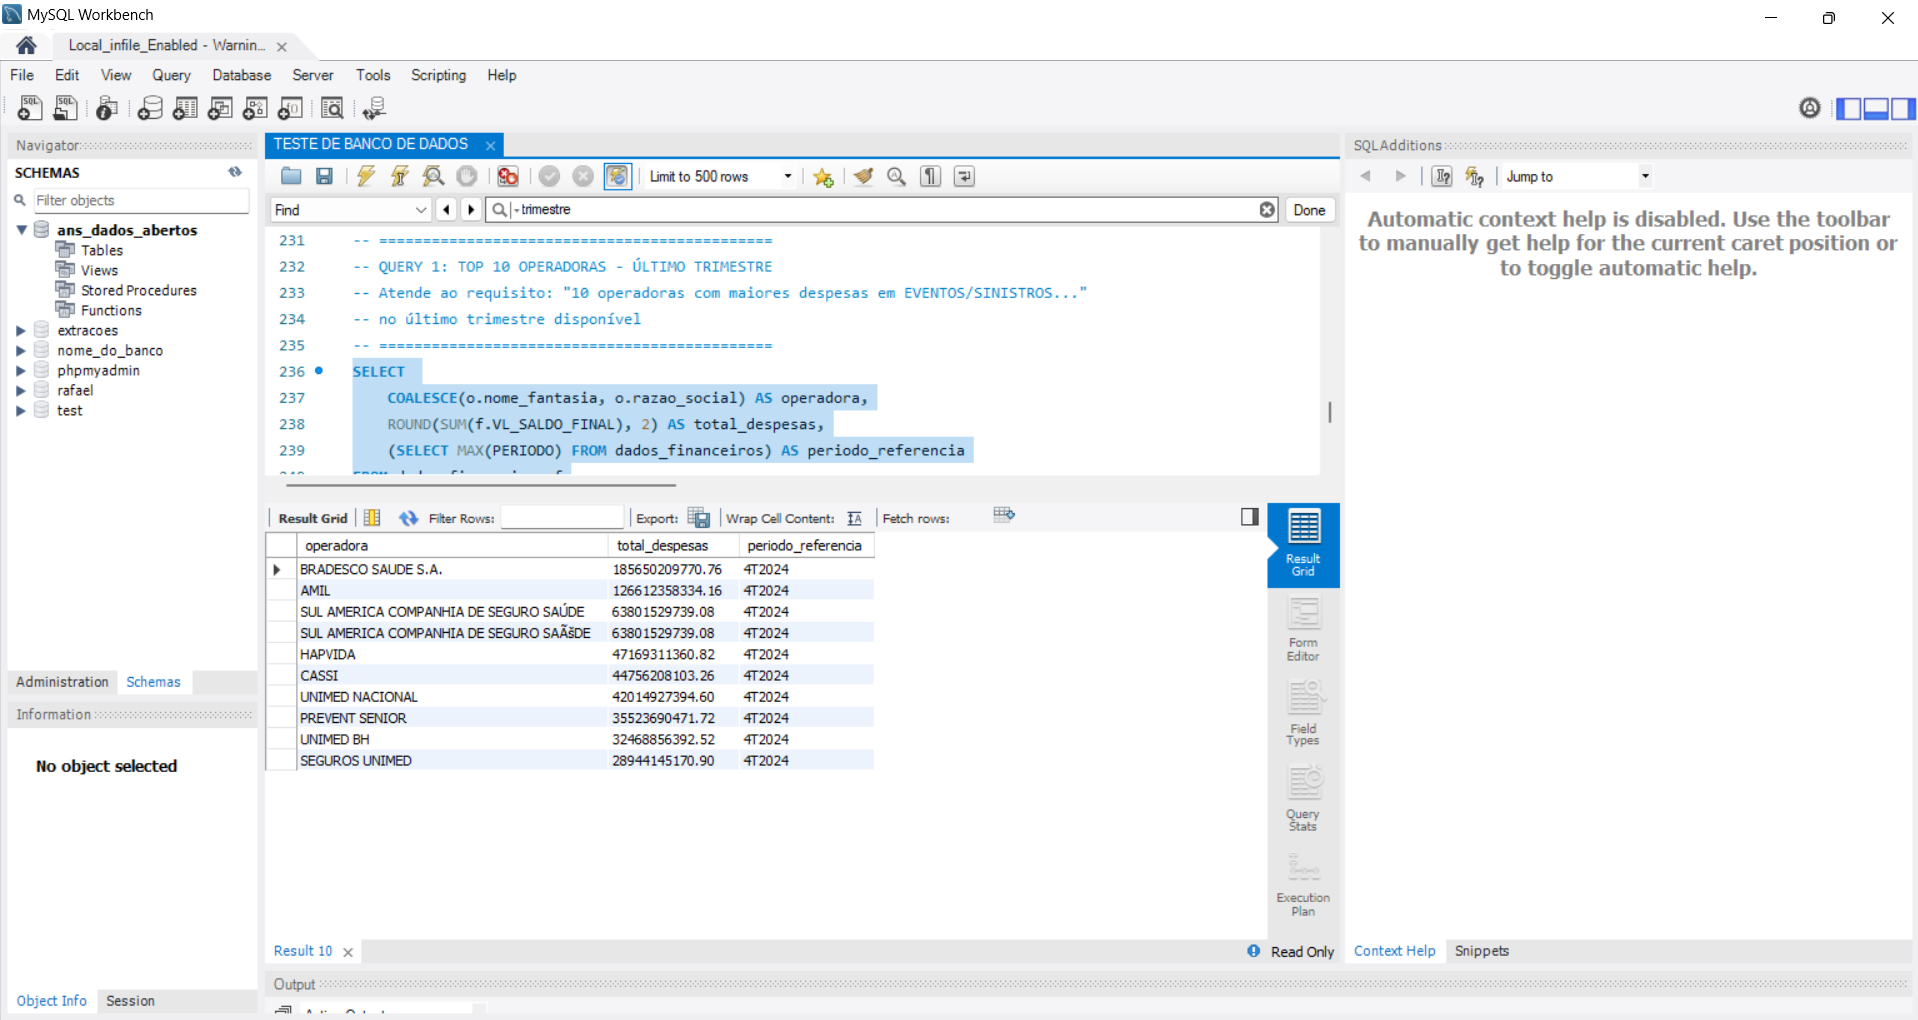 MySQL Workbench
Local_infile_Enabled - Warnin...
File Edit View Query Database Server Tools Scripting Help
Navigator
SCHEMAS
Filter objects
ans_dados_abertos
Tables
Views
Stored Procedures
Functions
extracoes
nome_do_banco
phpmyadmin
rafael
test
Administration Schemas
Information
No object selected
Object Info Session
TESTE DE BANCO DE DADOS
Limit to 500 rows
Find
trimestre
Done
231 -- =============================================
232 -- QUERY 1: TOP 10 OPERADORAS - ÚLTIMO TRIMESTRE
233 -- Atende ao requisito: "10 operadoras com maiores despesas em EVENTOS/SINISTROS..."
234 -- no último trimestre disponível
235 -- =============================================
236 SELECT
237 COALESCE(o.nome_fantasia, o.razao_social) AS operadora,
238 ROUND(SUM(f.VL_SALDO_FINAL), 2) AS total_despesas,
239 (SELECT MAX(PERIODO) FROM dados_financeiros) AS periodo_referencia
Result Grid Filter Rows: Export: Wrap Cell Content: Fetch rows:
operadora total_despesas periodo_referencia
BRADESCO SAUDE S.A. 185650209770.76 4T2024
AMIL 126612358334.16 4T2024
SUL AMERICA COMPANHIA DE SEGURO SAÚDE 63801529739.08 4T2024
SUL AMERICA COMPANHIA DE SEGURO SAÃšDE 63801529739.08 4T2024
HAPVIDA 47169311360.82 4T2024
CASSI 44756208103.26 4T2024
UNIMED NACIONAL 42014927394.60 4T2024
PREVENT SENIOR 35523690471.72 4T2024
UNIMED BH 32468856392.52 4T2024
SEGUROS UNIMED 28944145170.90 4T2024
Result
Grid
Form
Editor
Field
Types
Query
Stats
Execution
Plan
Result 10
Read Only
Output
SQLAdditions
Jump to
Automatic context help is disabled. Use the toolbar
to manually get help for the current caret position or
to toggle automatic help.
Context Help Snippets